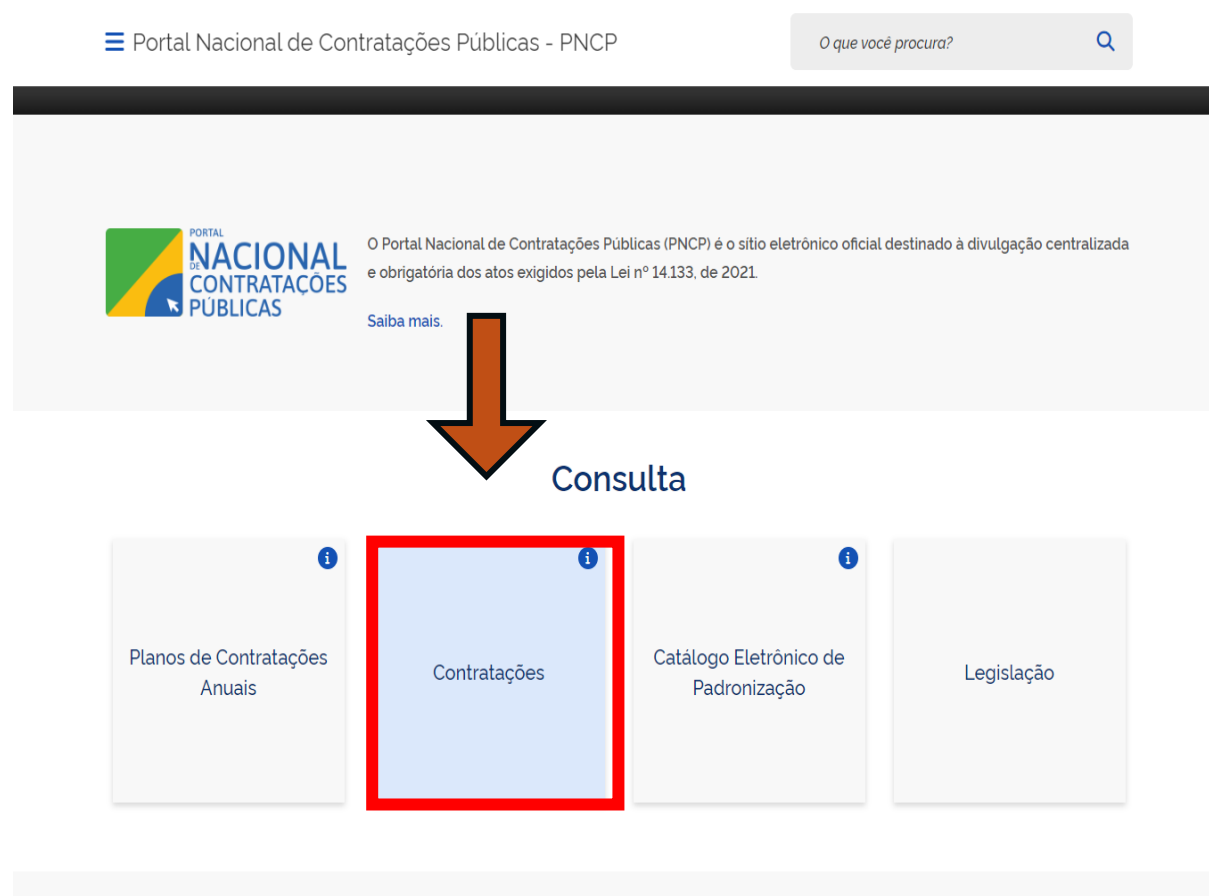 Portal Nacional de Contratações Públicas - PNCP
O que você procura?
PORTAL
NACIONAL
DE
CONTRATAÇÕES
PÚBLICAS
O Portal Nacional de Contratações Públicas (PNCP) é o sítio eletrônico oficial destinado à divulgação centralizada
e obrigatória dos atos exigidos pela Lei nº 14.133, de 2021.
Saiba mais.
Consulta
Planos de Contratações
Anuais
Contratações
Catálogo Eletrônico de
Padronização
Legislação